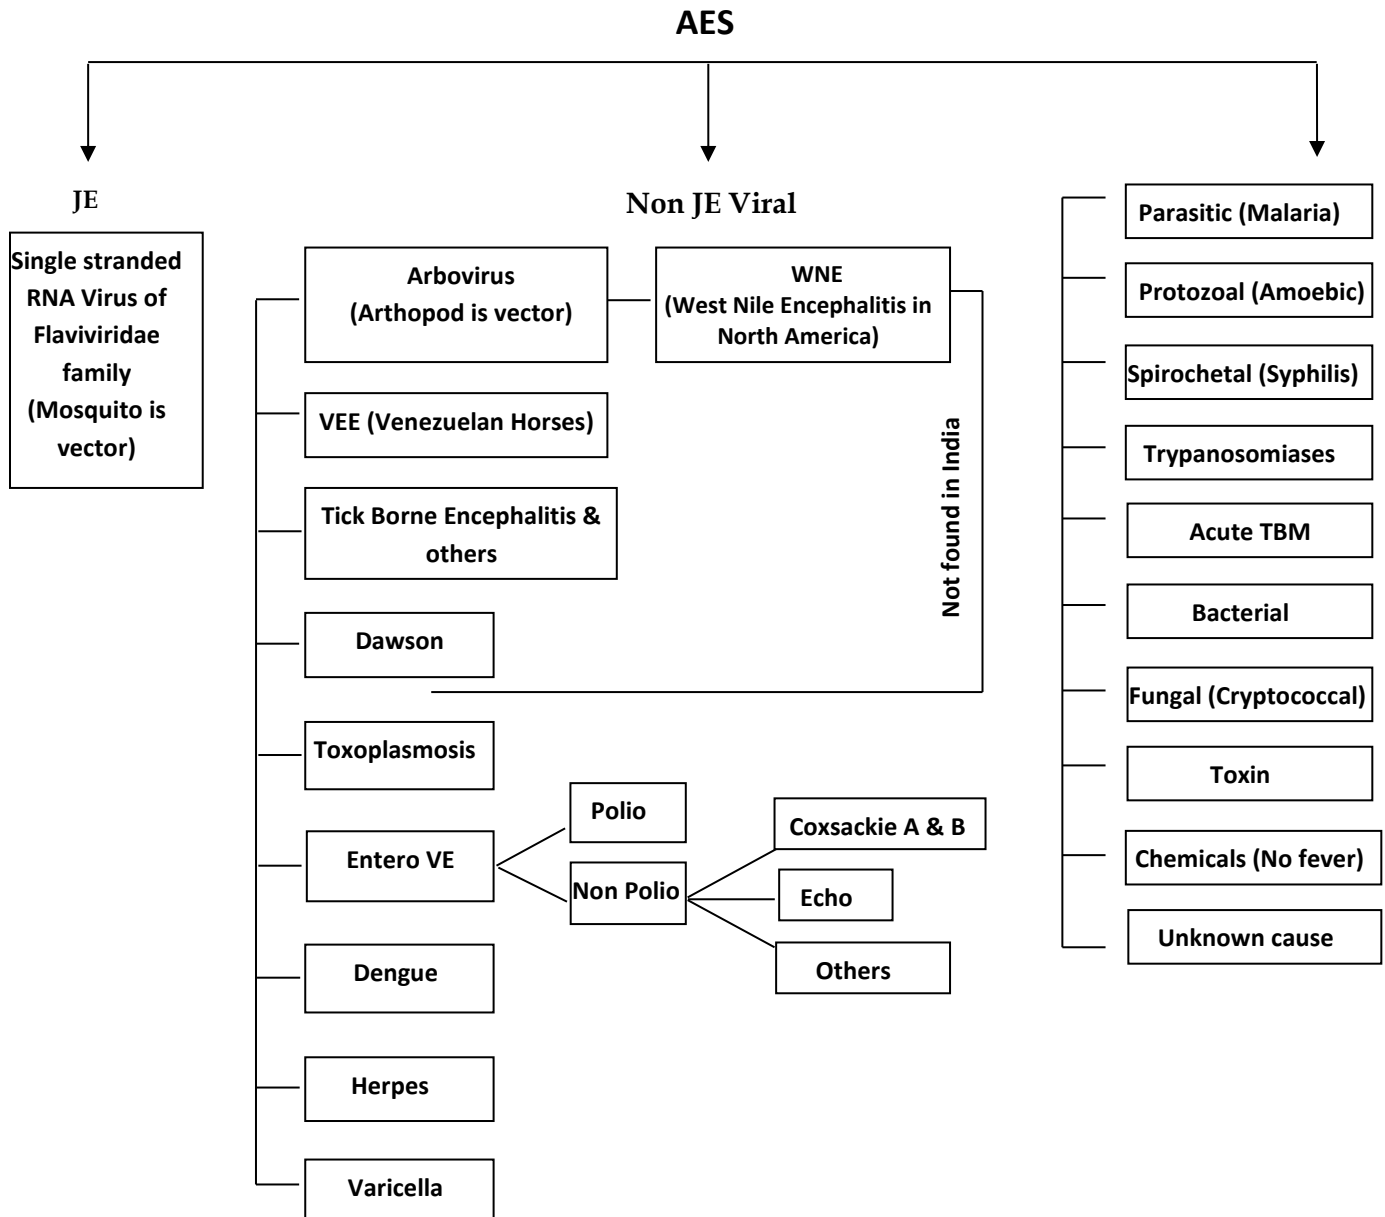 AES
JE
Single stranded
RNA Virus of
Flaviviridae
family
(Mosquito is
vector)
Non JE Viral
Arbovirus
(Arthopod is vector)
WNE
(West Nile Encephalitis in
North America)
Not found in India
VEE (Venezuelan Horses)
Tick Borne Encephalitis &
others
Dawson
Toxoplasmosis
Entero VE
Polio
Non Polio
Coxsackie A & B
Echo
Others
Dengue
Herpes
Varicella
Parasitic (Malaria)
Protozoal (Amoebic)
Spirochetal (Syphilis)
Trypanosomiases
Acute TBM
Bacterial
Fungal (Cryptococcal)
Toxin
Chemicals (No fever)
Unknown cause